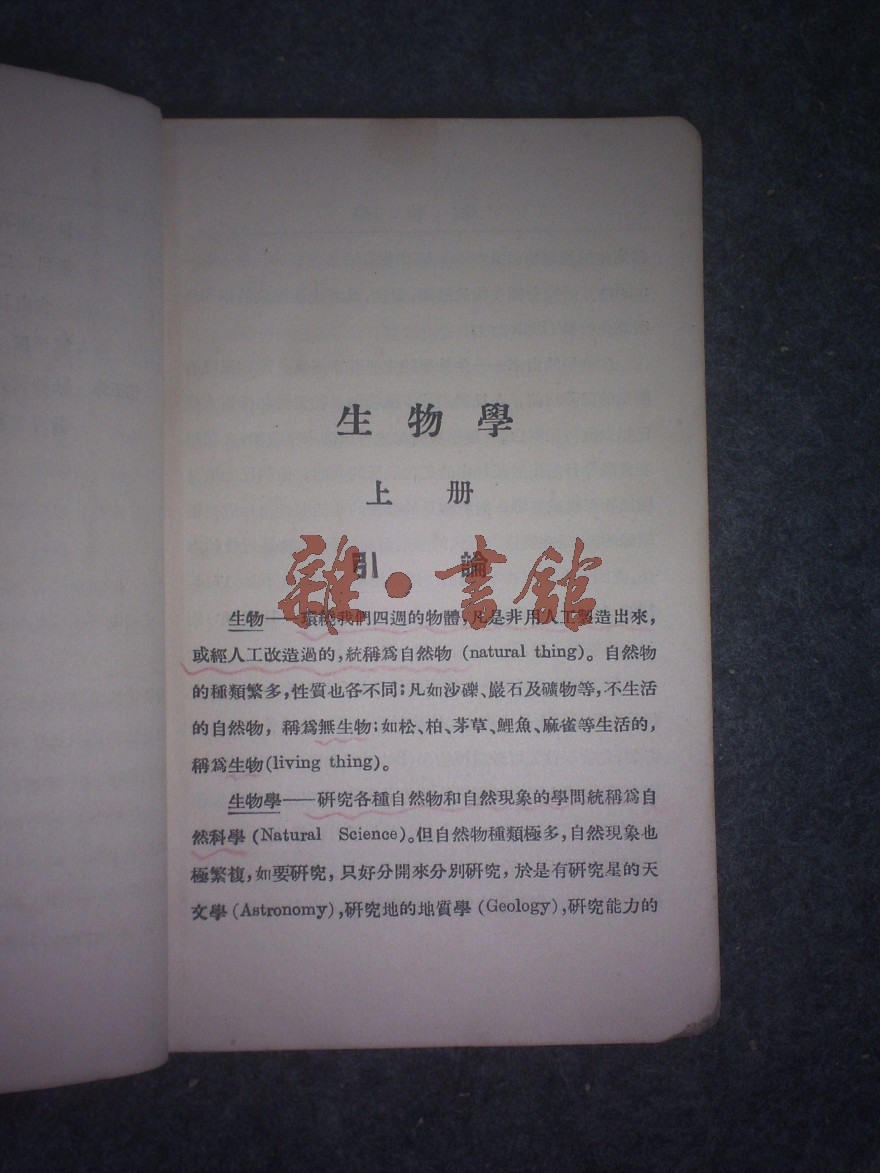 生物學
上册
引論
雜·書館
生物——環繞我們四週的物體,凡是非用人工製造出來,
或經人工改造過的,統稱爲自然物 (natural thing)。自然物
的種類繁多,性質也各不同;凡如沙礫、巖石及礦物等,不生活
的自然物,稱爲無生物;如松、柏、茅草、鯉魚、麻雀等生活的,
稱爲生物(living thing)。
生物學——硏究各種自然物和自然現象的學問統稱爲自
然科學 (Natural Science)。但自然物種類極多,自然現象也
極繁複,如要硏究,只好分開來分別硏究,於是有硏究星的天
文學 (Astronomy),硏究地的地質學 (Geology),硏究能力的